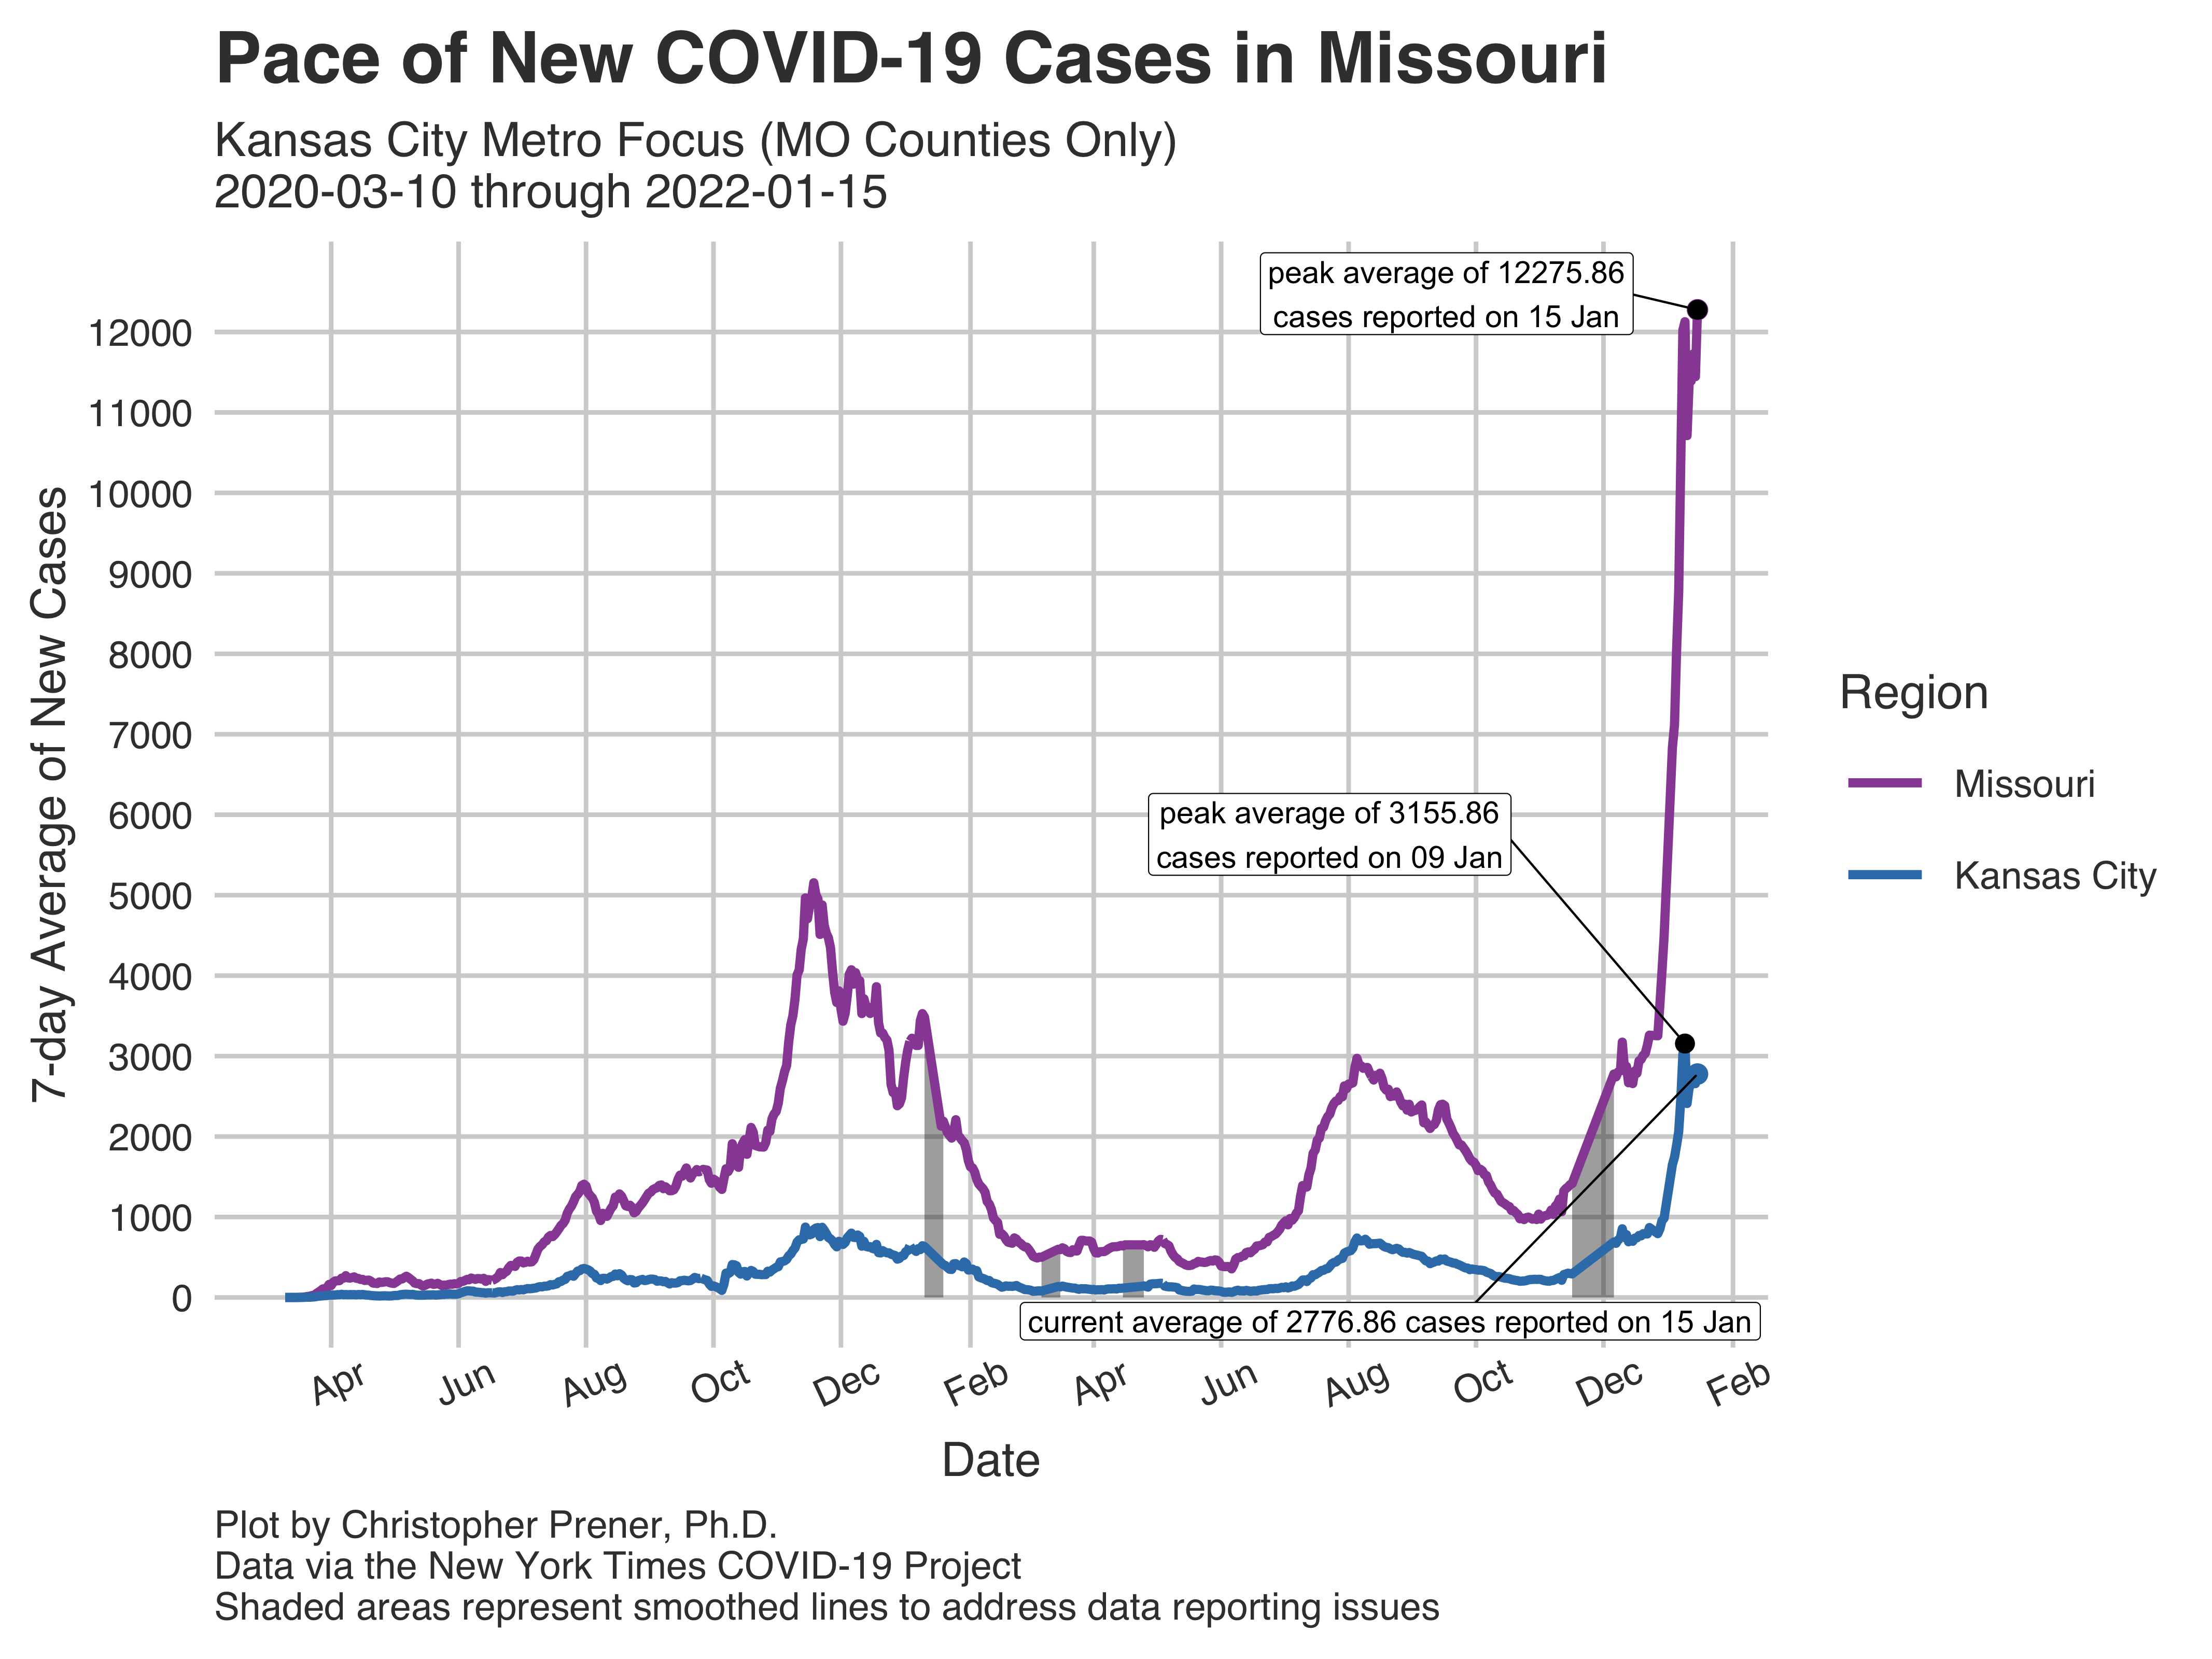 Pace of New COVID-19 Cases in Missouri
Kansas City Metro Focus (MO Counties Only)
2020-03-10 through 2022-01-15
peak average of 12275.86
cases reported on 15 Jan
12000
11000
10000
9000
8000
7000
6000
5000
4000
3000
2000
1000
0
7-day Average of New Cases
peak average of 3155.86
cases reported on 09 Jan
current average of 2776.86 cases reported on 15 Jan
Region
Missouri
Kansas City
Apr
Jun
Aug
Oct
Dec
Feb
Apr
Jun
Aug
Oct
Dec
Feb
Date
Plot by Christopher Prener, Ph.D.
Data via the New York Times COVID-19 Project
Shaded areas represent smoothed lines to address data reporting issues